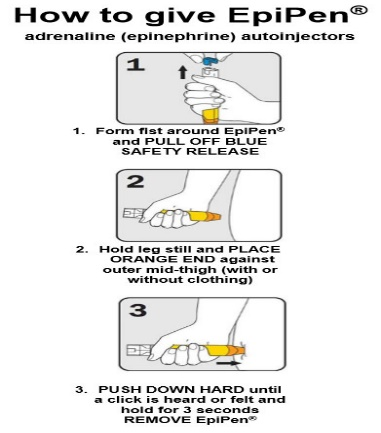 How to give EpiPen®
adrenaline (epinephrine) autoinjectors
1
1. Form fist around EpiPen®
and PULL OFF BLUE
SAFETY RELEASE
2
2. Hold leg still and PLACE
ORANGE END against
outer mid-thigh (with or
without clothing)
3
3. PUSH DOWN HARD until
a click is heard or felt and
hold for 3 seconds
REMOVE EpiPen®